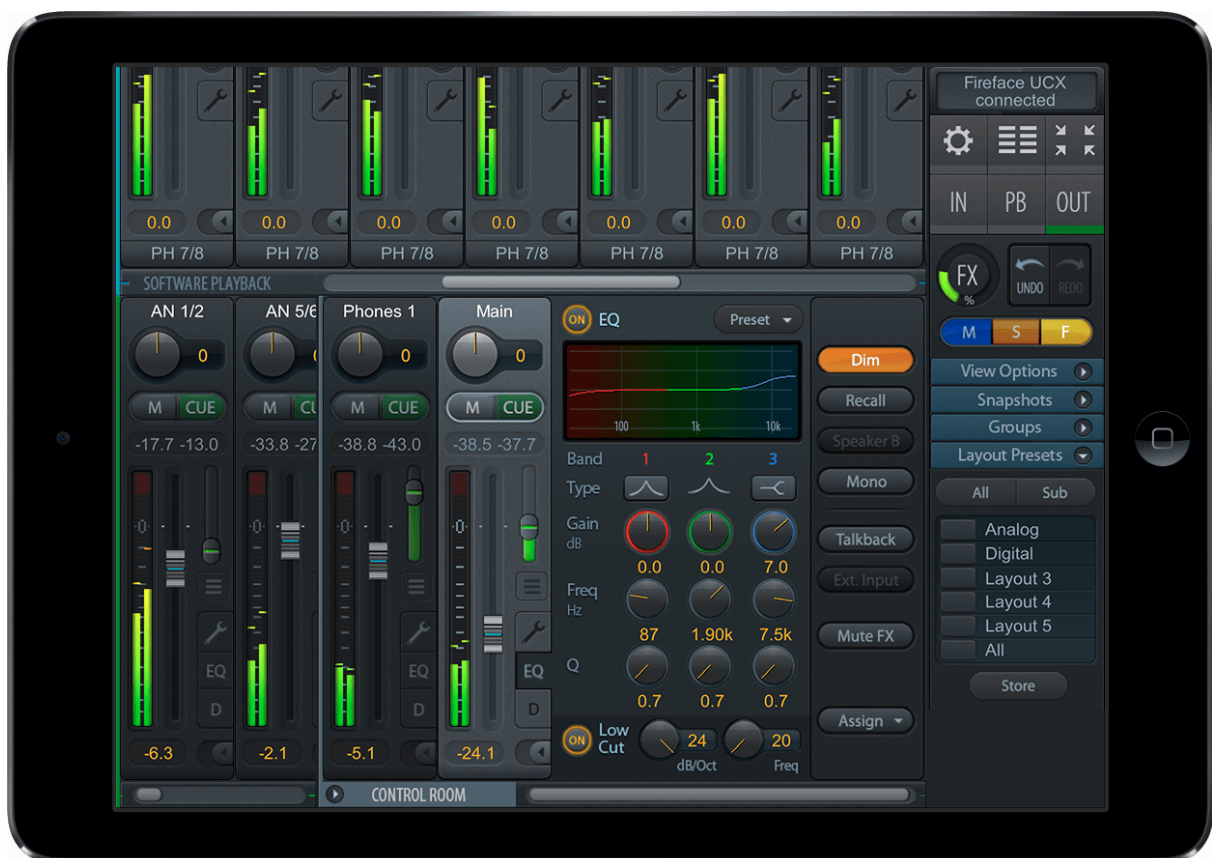 Fireface UCX
connected
IN PB OUT
0.0 0.0 0.0 0.0 0.0 0.0 0.0
PH 7/8 PH 7/8 PH 7/8 PH 7/8 PH 7/8 PH 7/8 PH 7/8
SOFTWARE PLAYBACK
FX
%
UNDO REDO
M S F
View Options
Snapshots
Groups
Layout Presets
All Sub
Analog
Digital
Layout 3
Layout 4
Layout 5
All
Store
AN 1/2 AN 5/6 Phones 1 Main
0 0 0 0
M CUE M CU M CUE M CUE
-17.7 -13.0 -33.8 -27 -38.8 -43.0 -38.5 -37.7
-0- -0- -0- -0-
EQ EQ EQ
D D D
-6.3 -2.1 -5.1 -24.1
ON EQ Preset
100 1k 10k
Band 1 2 3
Type
Gain
dB
0.0 0.0 7.0
Freq
Hz
87 1.90k 7.5k
Q
0.7 0.7 0.7
ON Low
Cut
24 20
dB/Oct Freq
Dim
Recall
Speaker B
Mono
Talkback
Ext. Input
Mute FX
Assign
CONTROL ROOM